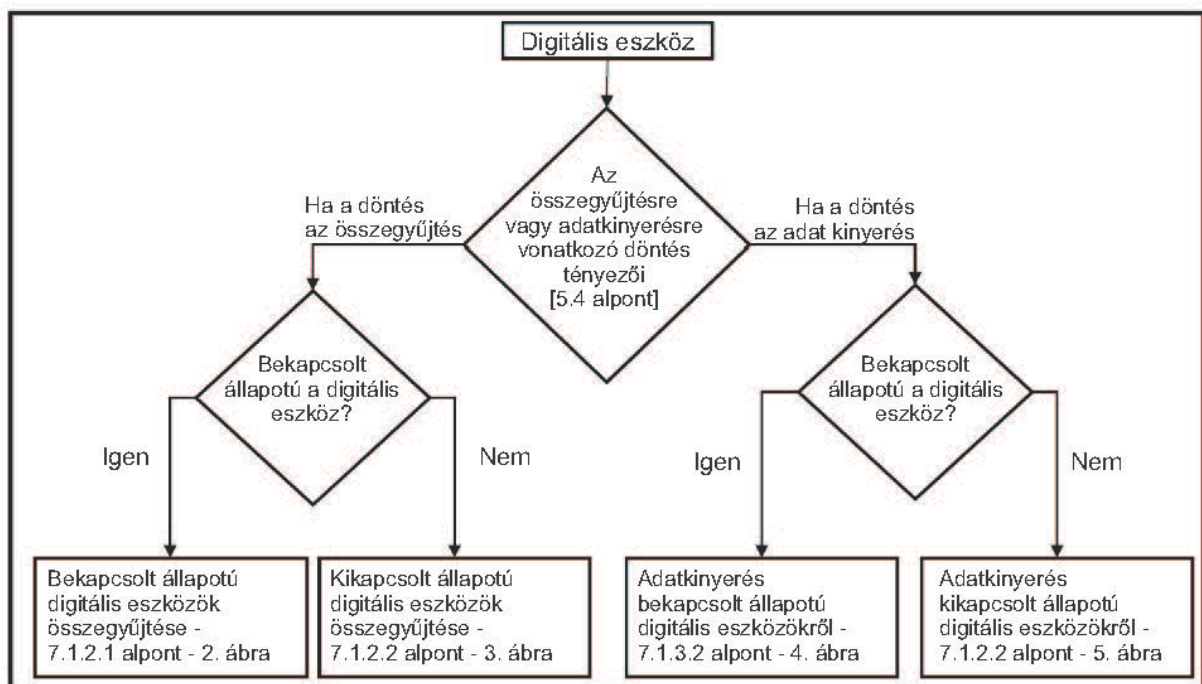 Digitális eszköz
Az
összegyűjtésre
vagy adatkinyerésre
vonatkozó döntés
tényezői
[5.4 alpont]
Ha a döntés
az összegyűjtés
Ha a döntés
az adat kinyerés
Bekapcsolt
állapotú a digitális
eszköz?
Bekapcsolt
állapotú a digitális
eszköz?
Igen
Nem
Igen
Nem
Bekapcsolt állapotú
digitális eszközök
összegyűjtése -
7.1.2.1 alpont - 2. ábra
Kikapcsolt állapotú
digitális eszközök
összegyűjtése -
7.1.2.2 alpont - 3. ábra
Adatkinyerés
bekapcsolt állapotú
digitális eszközökről -
7.1.3.2 alpont - 4. ábra
Adatkinyerés
kikapcsolt állapotú
digitális eszközökről -
7.1.2.2 alpont - 5. ábra